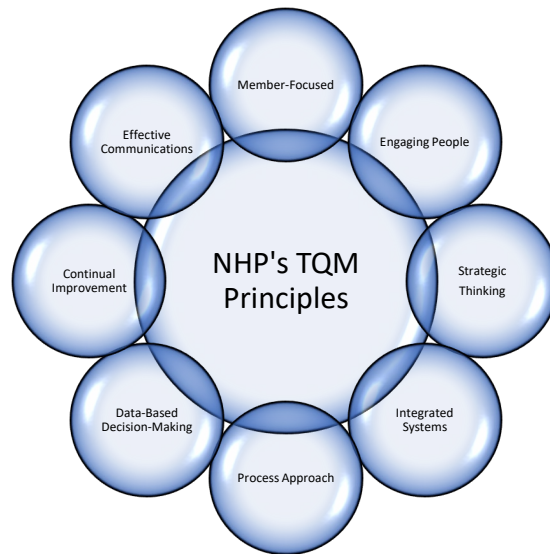 NHP's TQM
Principles
Member-Focused
Engaging People
Strategic
Thinking
Integrated
Systems
Process Approach
Data-Based
Decision-Making
Continual
Improvement
Effective
Communications